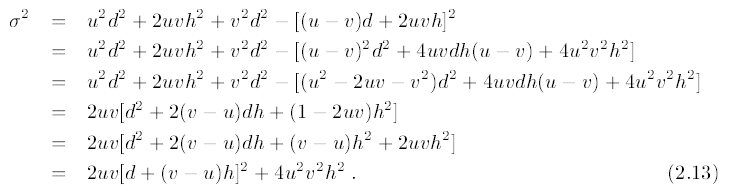 σ² = u²d² + 2uvh² + v²d² − [(u − v)d + 2uvh]²
= u²d² + 2uvh² + v²d² − [(u − v)²d² + 4uvdh(u − v) + 4u²v²h²]
= u²d² + 2uvh² + v²d² − [(u² − 2uv − v²)d² + 4uvdh(u − v) + 4u²v²h²]
= 2uv[d² + 2(v − u)dh + (1 − 2uv)h²]
= 2uv[d² + 2(v − u)dh + (v − u)h² + 2uvh²]
= 2uv[d + (v − u)h]² + 4u²v²h² . (2.13)